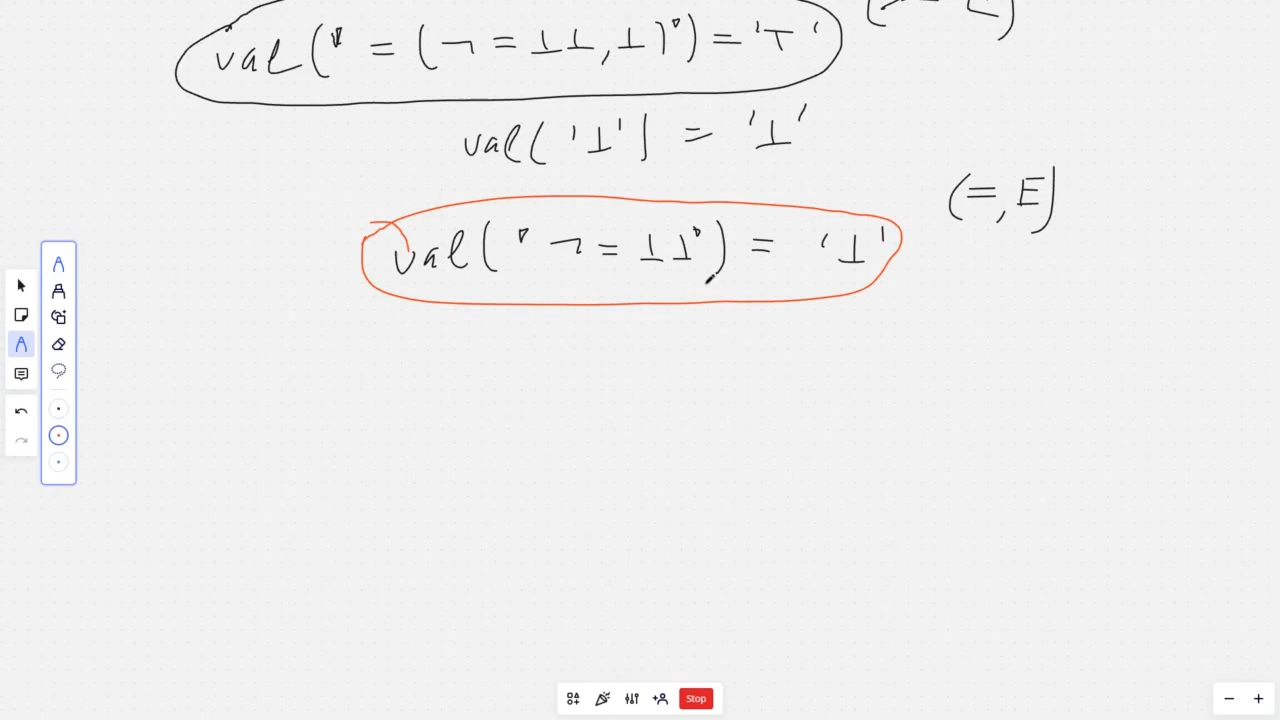 val(" = (¬ = ⊥⊥,⊥)") = '⊤'
val('⊥') = '⊥'
(=, E)
val(" ¬ = ⊥⊥") = '⊥'
Stop